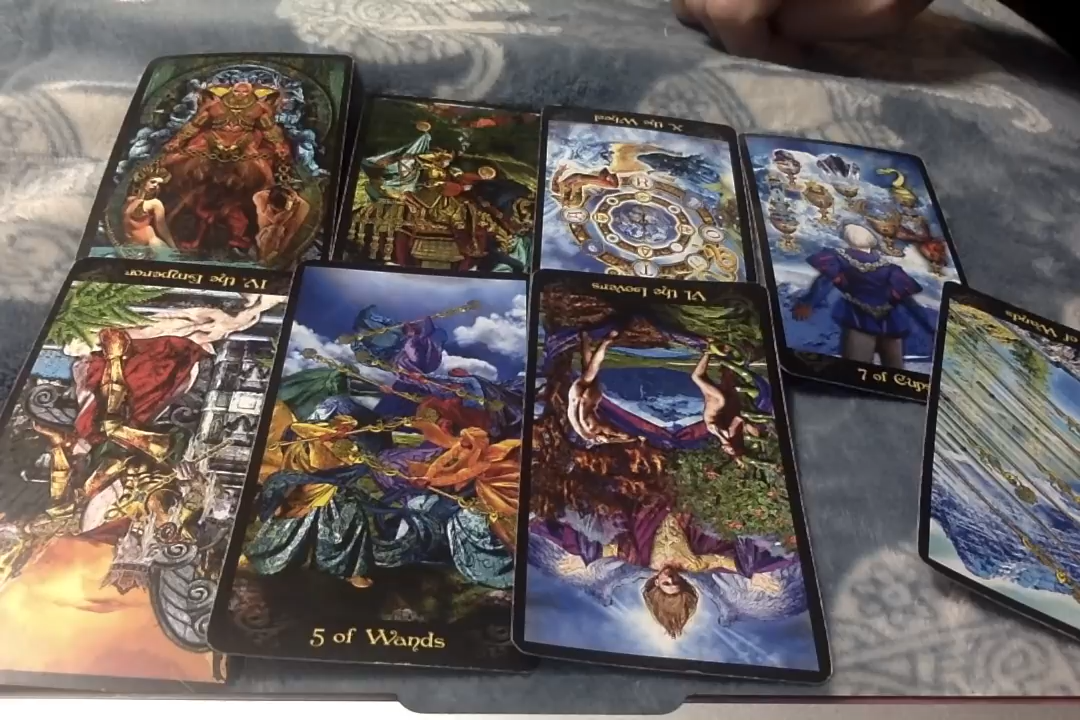 X. the Wheel
7 of Cups
IV. the Emperor
VI. the Lovers
of Wands
5 of Wands